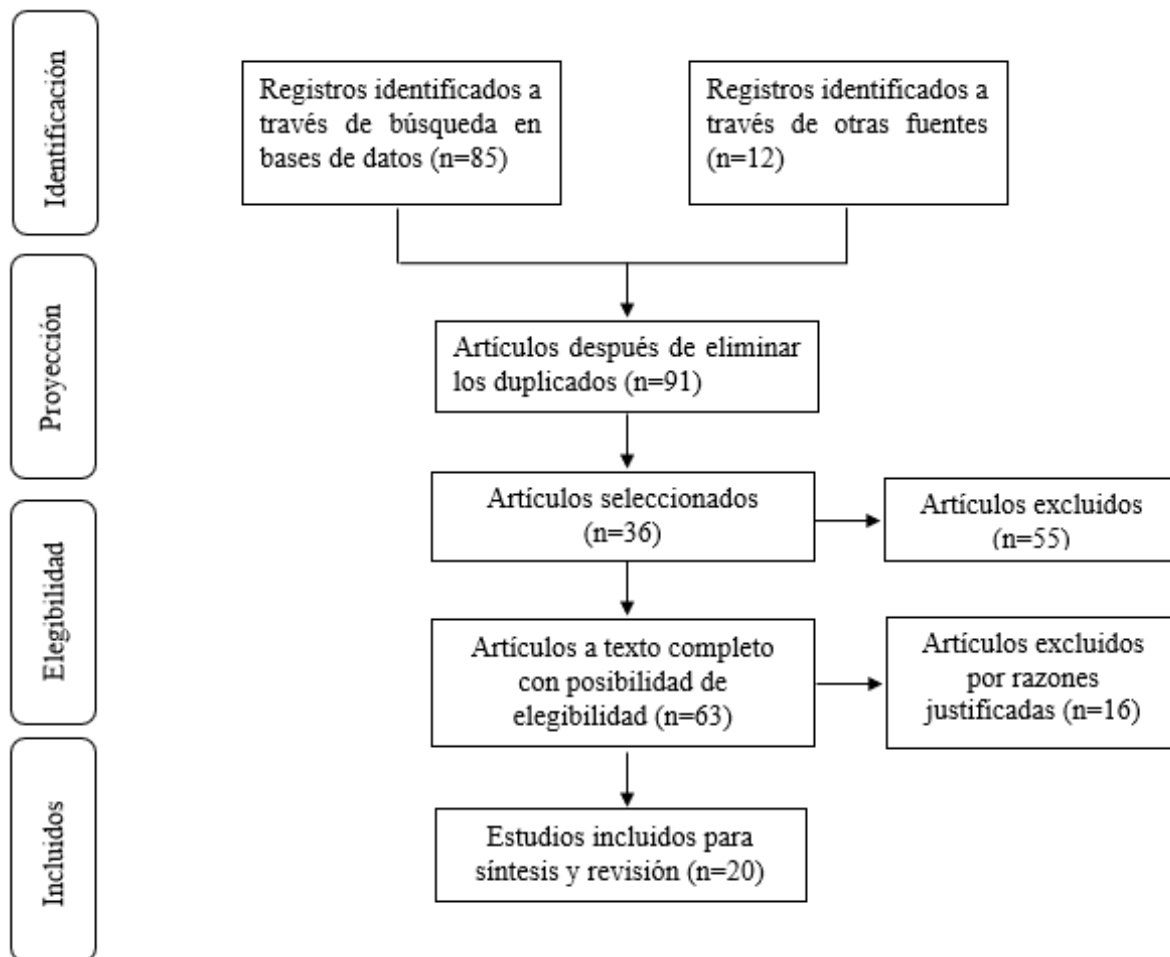 Identificación
Registros identificados a
través de búsqueda en
bases de datos (n=85)
Registros identificados a
través de otras fuentes
(n=12)
Proyección
Artículos después de eliminar
los duplicados (n=91)
Elegibilidad
Artículos seleccionados
(n=36)
Artículos excluidos
(n=55)
Artículos a texto completo
con posibilidad de
elegibilidad (n=63)
Artículos excluidos
por razones
justificadas (n=16)
Incluidos
Estudios incluidos para
síntesis y revisión (n=20)